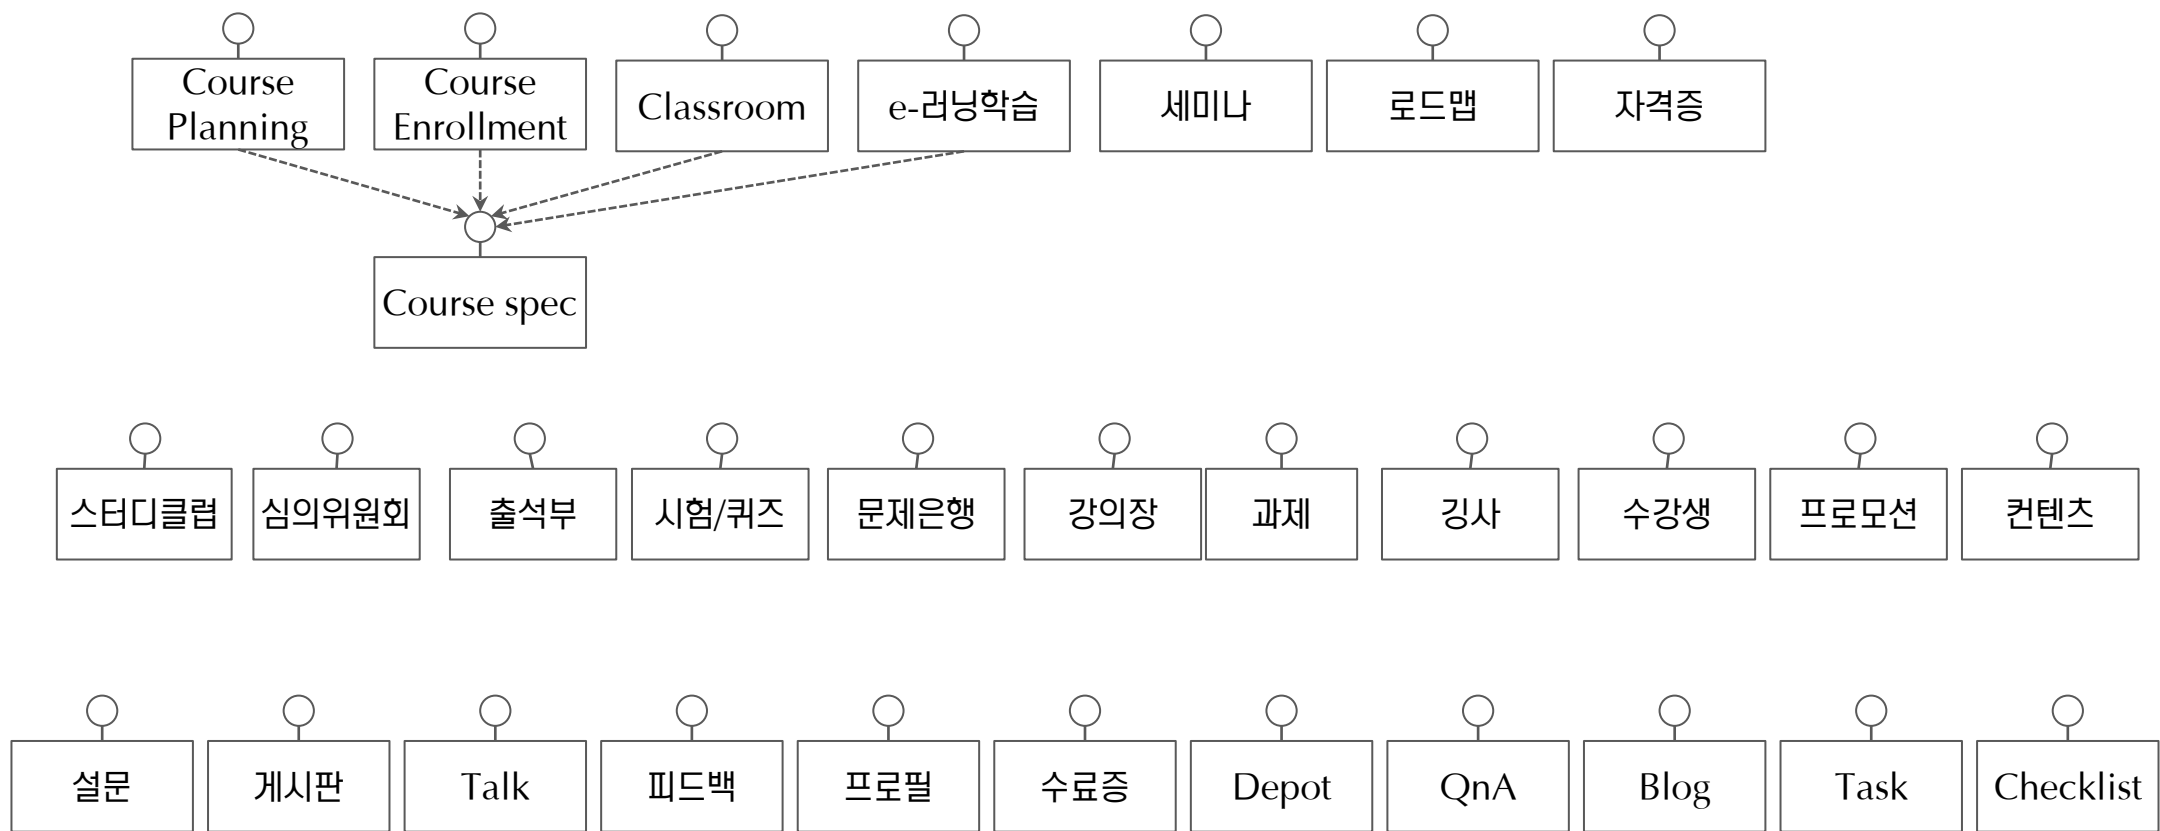 Course
Planning
Course
Enrollment
Classroom
e-러닝학습
세미나
로드맵
자격증
Course spec
스터디클럽
심의위원회
출석부
시험/퀴즈
문제은행
강의장
과제
깅사
수강생
프로모션
컨텐츠
설문
게시판
Talk
피드백
프로필
수료증
Depot
QnA
Blog
Task
Checklist